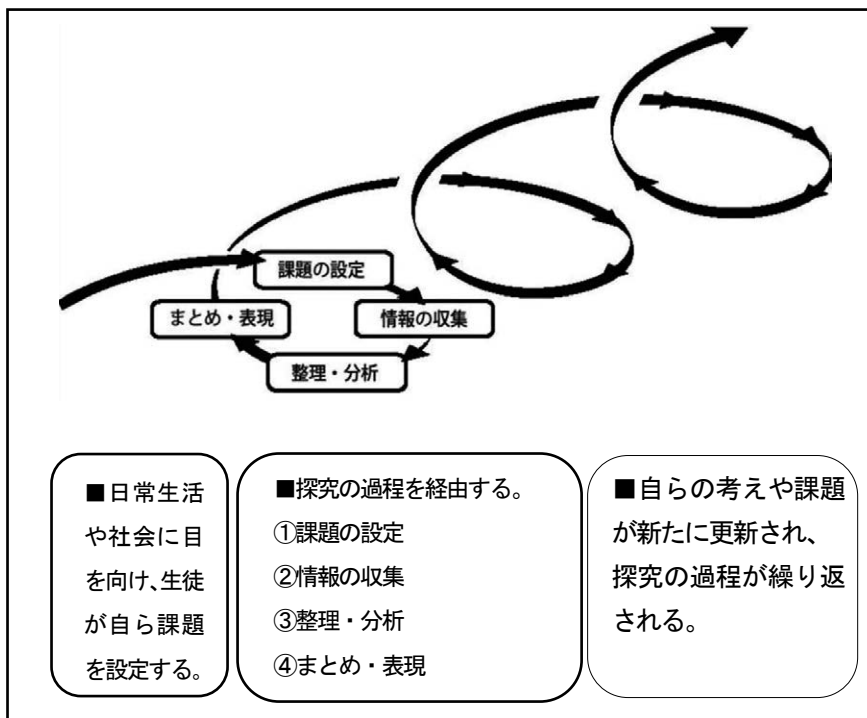 課題の設定
まとめ・表現
情報の収集
整理・分析
■日常生活
や社会に目
を向け、生徒
が自ら課題
を設定する。
■探究の過程を経由する。
①課題の設定
②情報の収集
③整理・分析
④まとめ・表現
■自らの考えや課題
が新たに更新され、
探究の過程が繰り返
される。